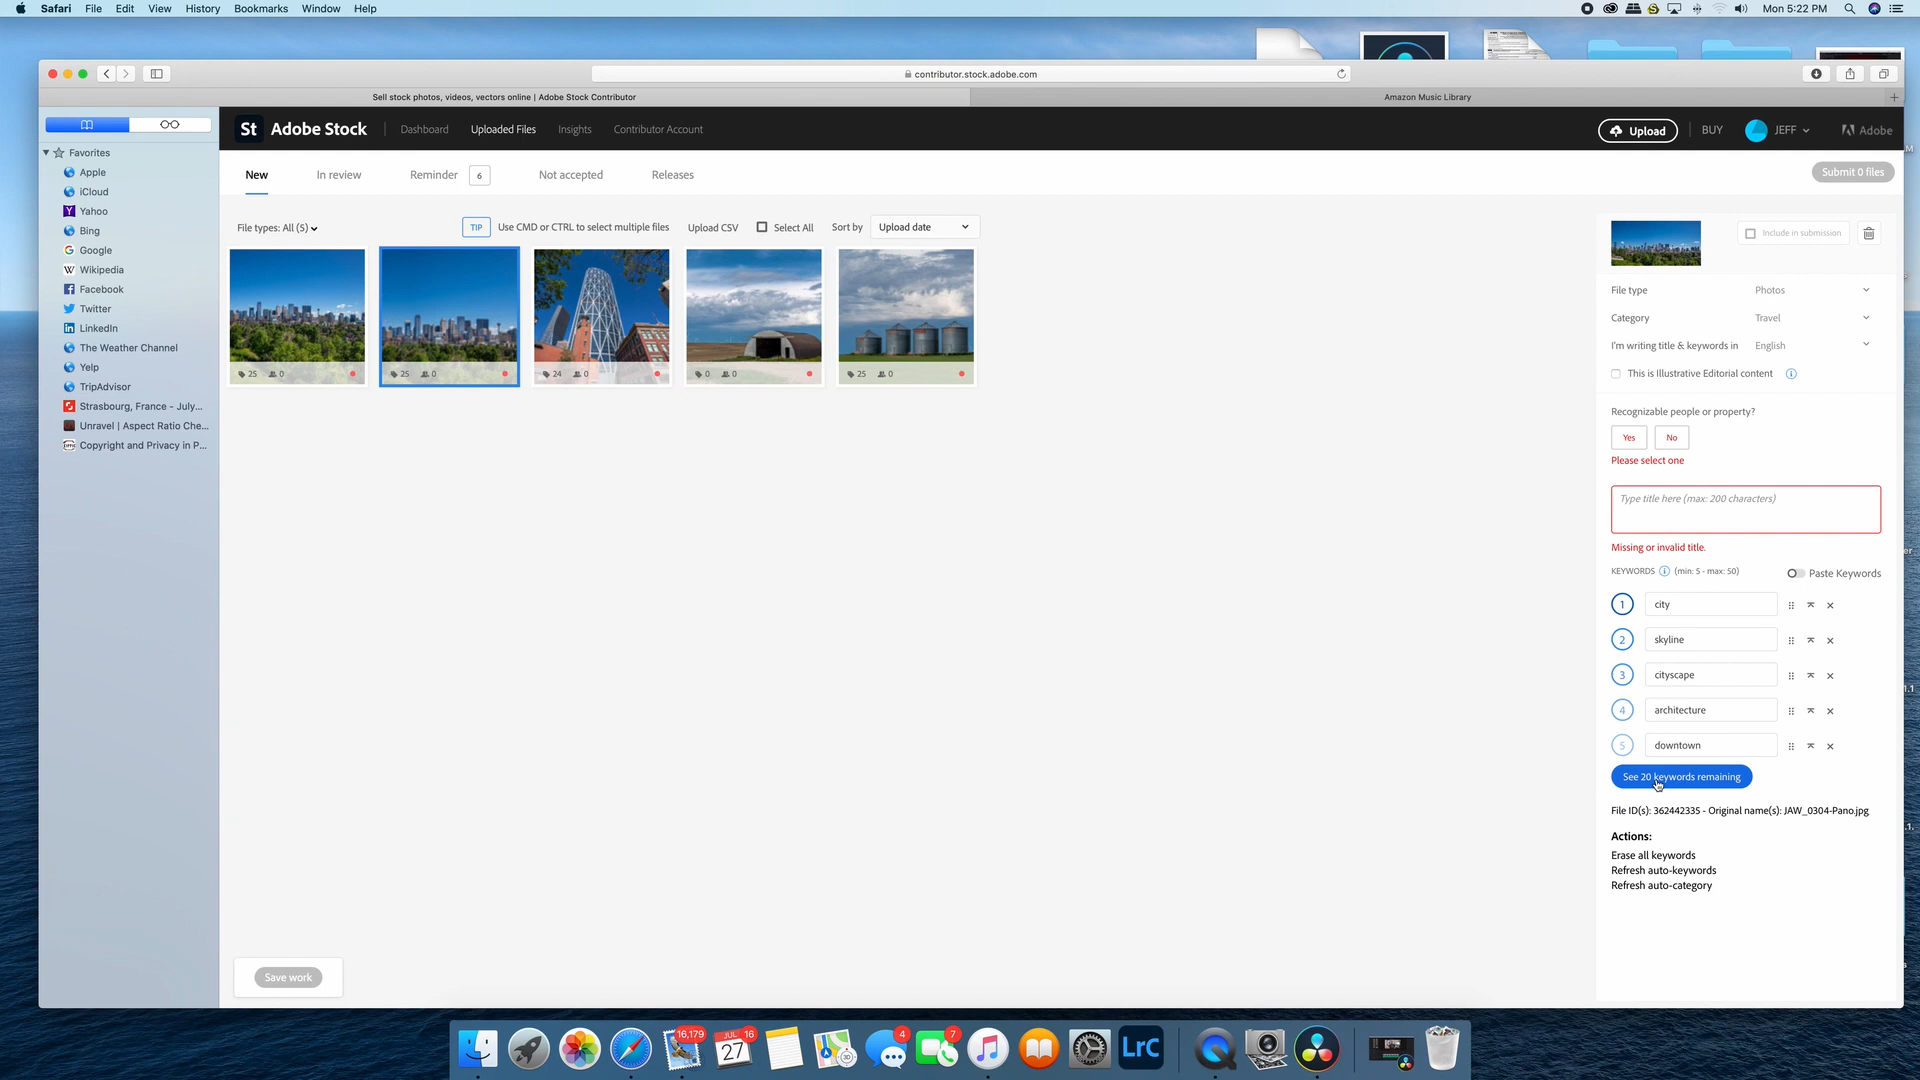 Safari File Edit View History Bookmarks Window Help
Mon 5:22 PM
contributor.stock.adobe.com
Sell stock photos, videos, vectors online | Adobe Stock Contributor
Amazon Music Library
St Adobe Stock
Dashboard Uploaded Files Insights Contributor Account
Upload BUY JEFF Adobe
Favorites
Apple
iCloud
Yahoo
Bing
Google
Wikipedia
Facebook
Twitter
LinkedIn
The Weather Channel
Yelp
TripAdvisor
Strasbourg, France - July...
Unravel | Aspect Ratio Che...
Copyright and Privacy in P...
New In review Reminder 6 Not accepted Releases
Submit 0 files
File types: All (5)
TIP Use CMD or CTRL to select multiple files Upload CSV Select All Sort by Upload date
25 0
25 0
24 0
0 0
25 0
Save work
Include in submission
File type Photos
Category Travel
I'm writing title & keywords in English
This is Illustrative Editorial content
Recognizable people or property?
Yes No
Please select one
Type title here (max: 200 characters)
Missing or invalid title.
KEYWORDS (min: 5 - max: 50) Paste Keywords
1 city
2 skyline
3 cityscape
4 architecture
5 downtown
See 20 keywords remaining
File ID(s): 362442335 - Original name(s): JAW_0304-Pano.jpg
Actions:
Erase all keywords
Refresh auto-keywords
Refresh auto-category
16,179
JUL 16
27
3D
4
7
LrC